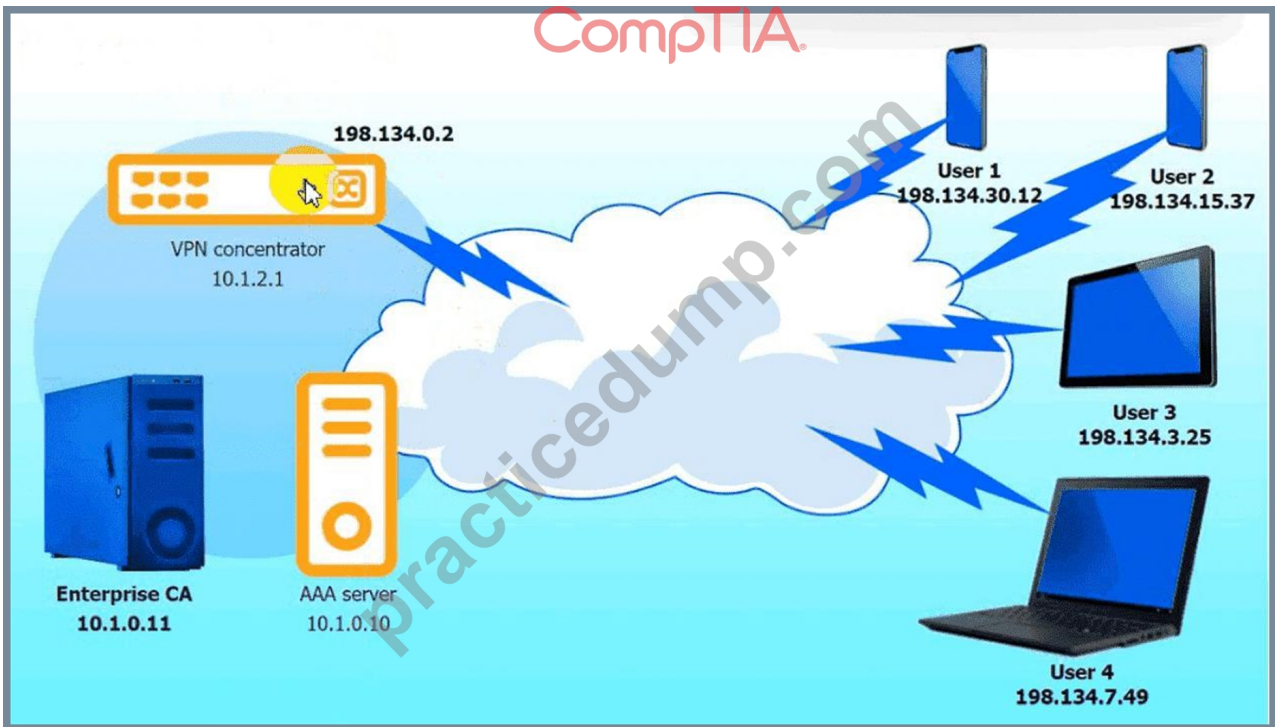 CompTIA.
198.134.0.2
VPN concentrator
10.1.2.1
User 1
198.134.30.12
User 2
198.134.15.37
User 3
198.134.3.25
Enterprise CA
10.1.0.11
AAA server
10.1.0.10
User 4
198.134.7.49
practicedump.com